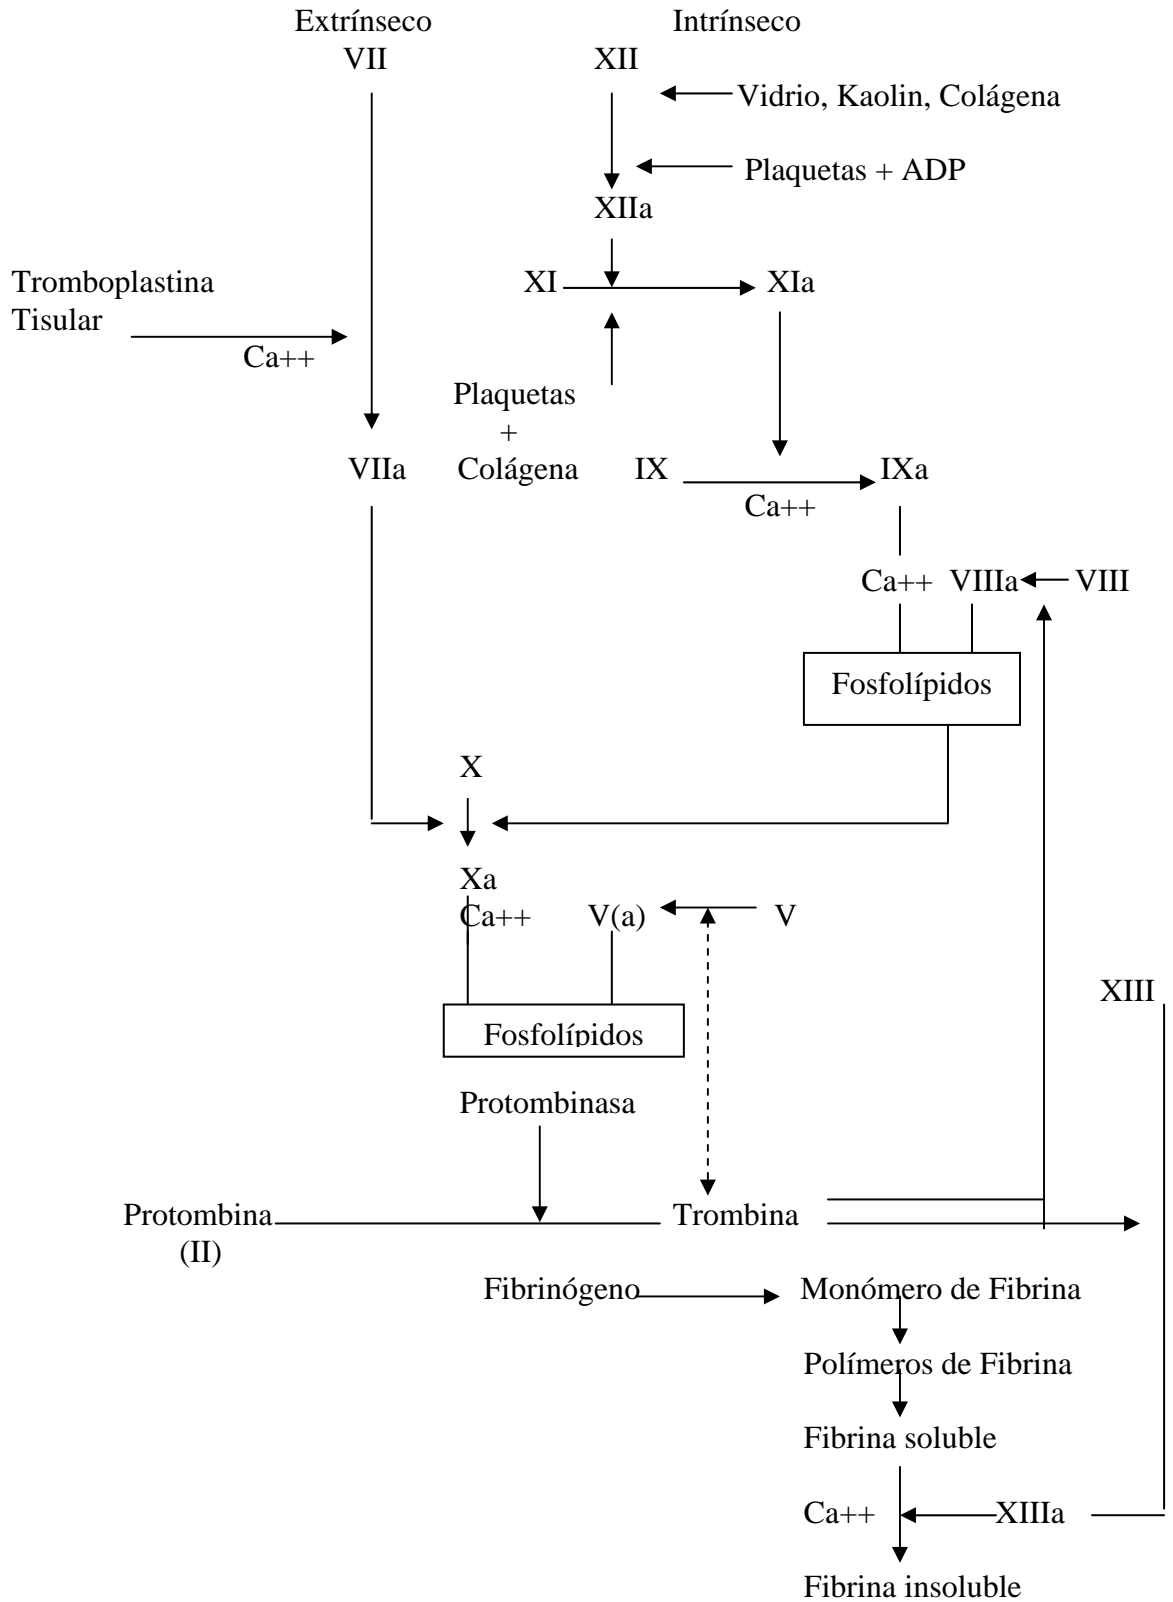 Extrínseco Intrínseco
VII XII
Vidrio, Kaolin, Colágena
Plaquetas + ADP
XIIa
Tromboplastina
Tisular
XI XIa
Ca++
Plaquetas
+
Colágena
VIIa IX IXa
Ca++
Ca++ VIIIa VIII
Fosfolípidos
X
Xa
Ca++ V(a) V
XIII
Fosfolípidos
Protombinasa
Protombina Trombina
(II)
Fibrinógeno Monómero de Fibrina
Polímeros de Fibrina
Fibrina soluble
Ca++ XIIIa
Fibrina insoluble